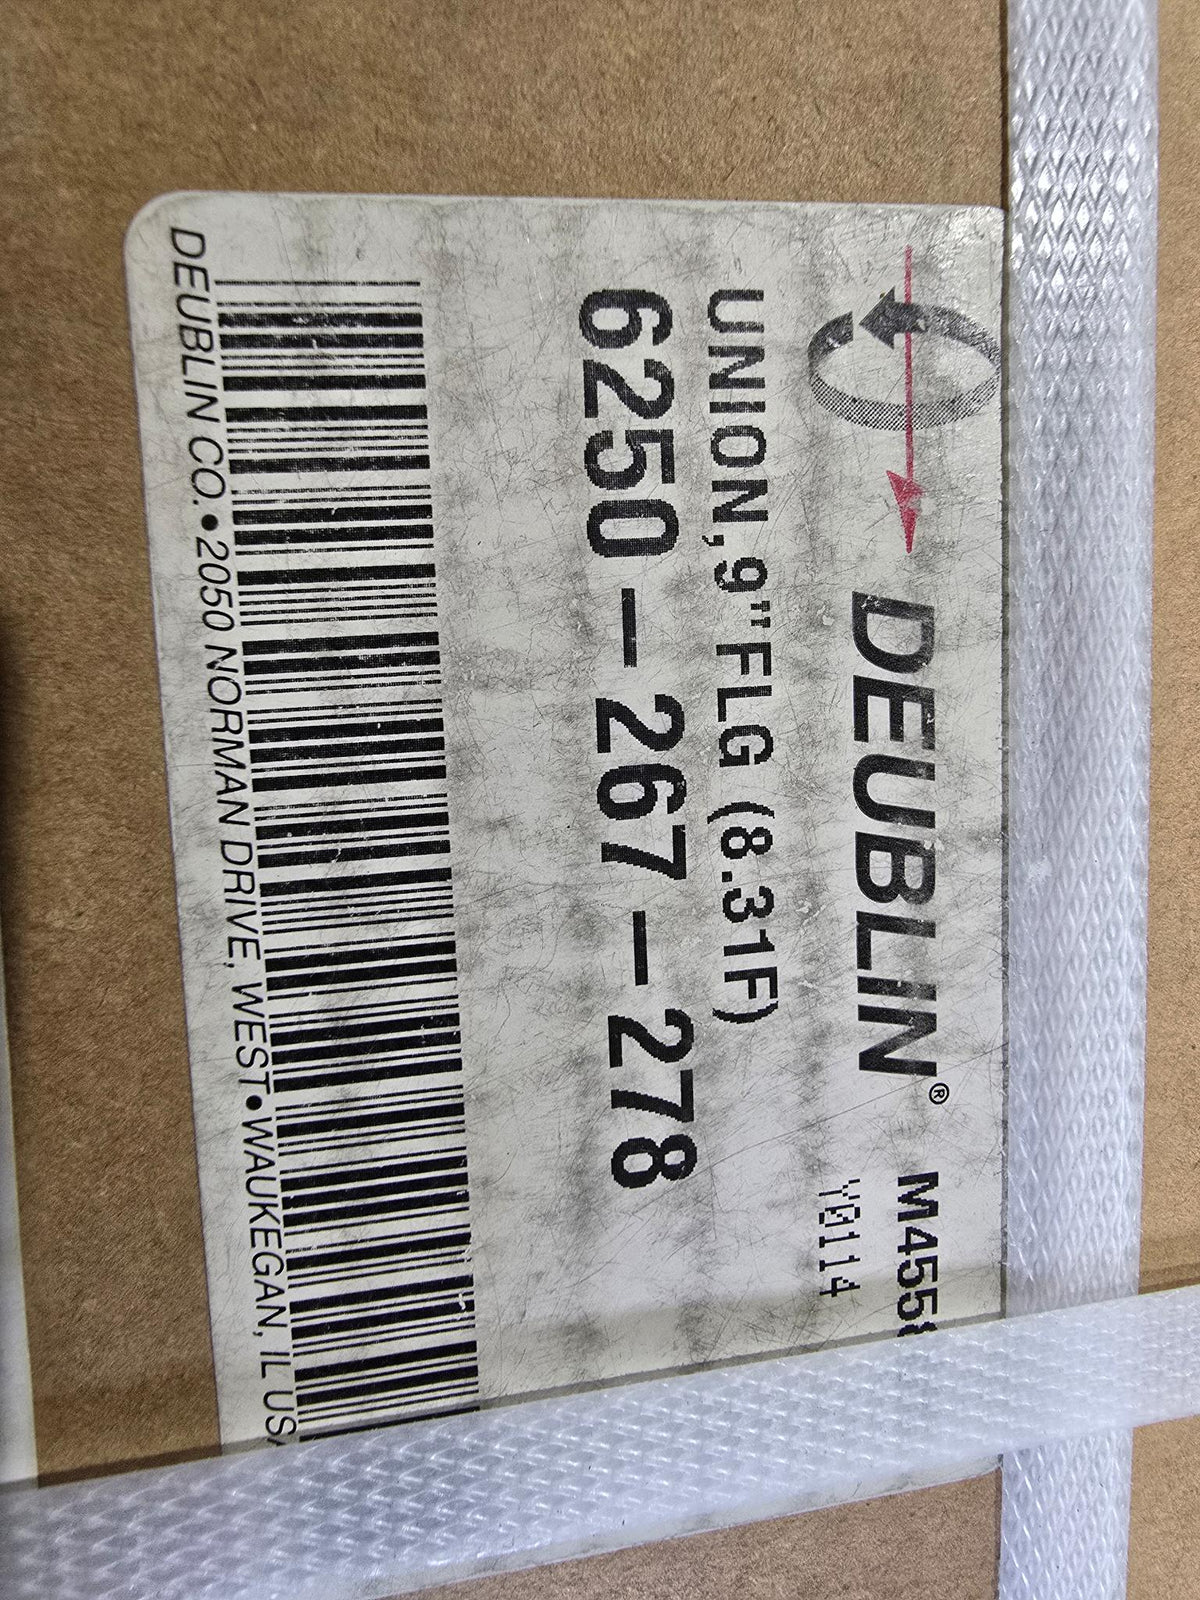 DEUBLIN®
M455
Y0114
UNION,9"FLG (8.31F)
6250-267-278
DEUBLIN CO.•2050 NORMAN DRIVE, WEST•WAUKEGAN, IL USA